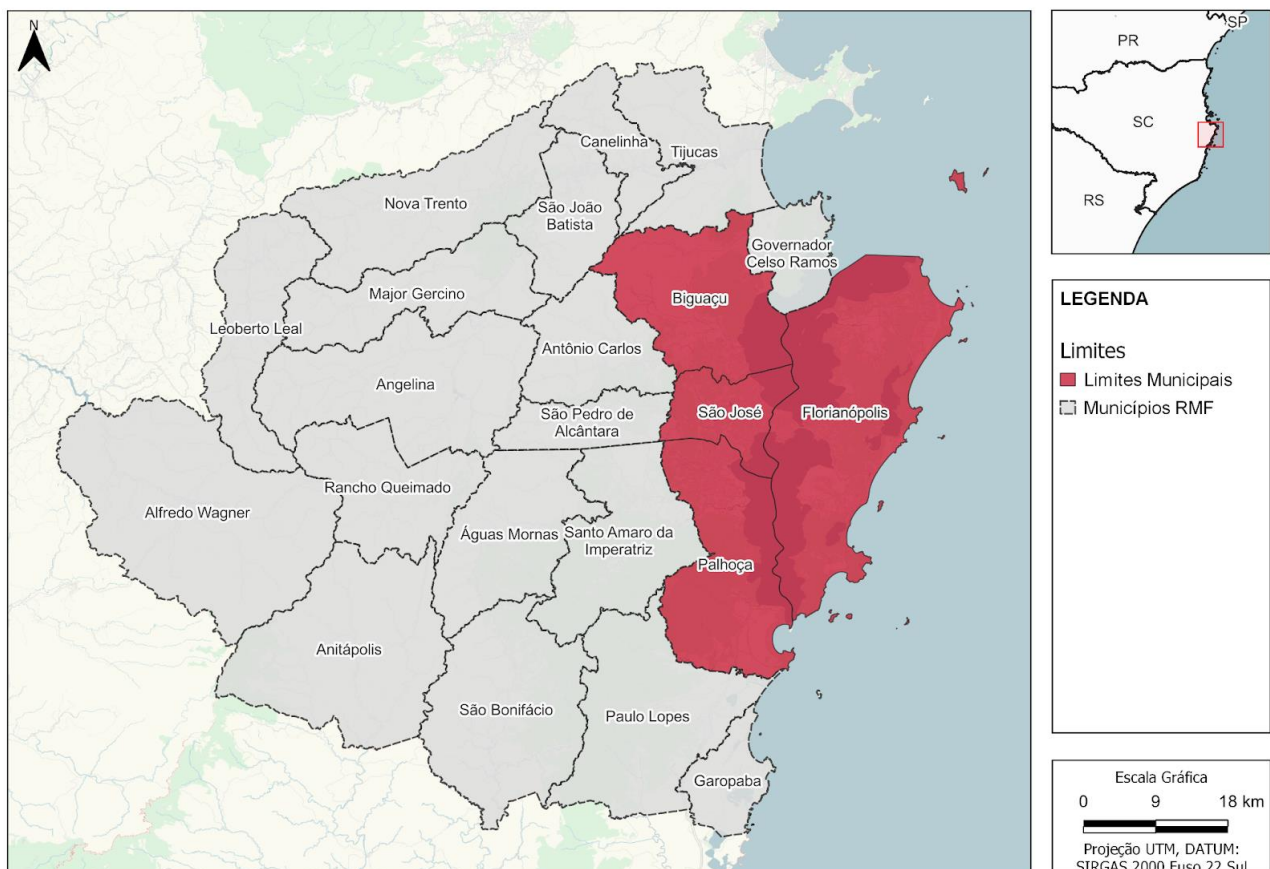 N
Canelinha
Tijucas
Nova Trento
São João
Batista
Governador
Celso Ramos
Major Gercino
Biguaçu
Leoberto Leal
Antônio Carlos
Angelina
São Pedro de
Alcântara
São José
Florianópolis
Rancho Queimado
Alfredo Wagner
Águas Mornas
Santo Amaro da
Imperatriz
Palhoça
Anitápolis
São Bonifácio
Paulo Lopes
Garopaba
SP
PR
SC
RS
LEGENDA
Limites
Limites Municipais
Municípios RMF
Escala Gráfica
0 9 18 km
Projeção UTM, DATUM:
SIRGAS 2000 Fuso 22 Sul